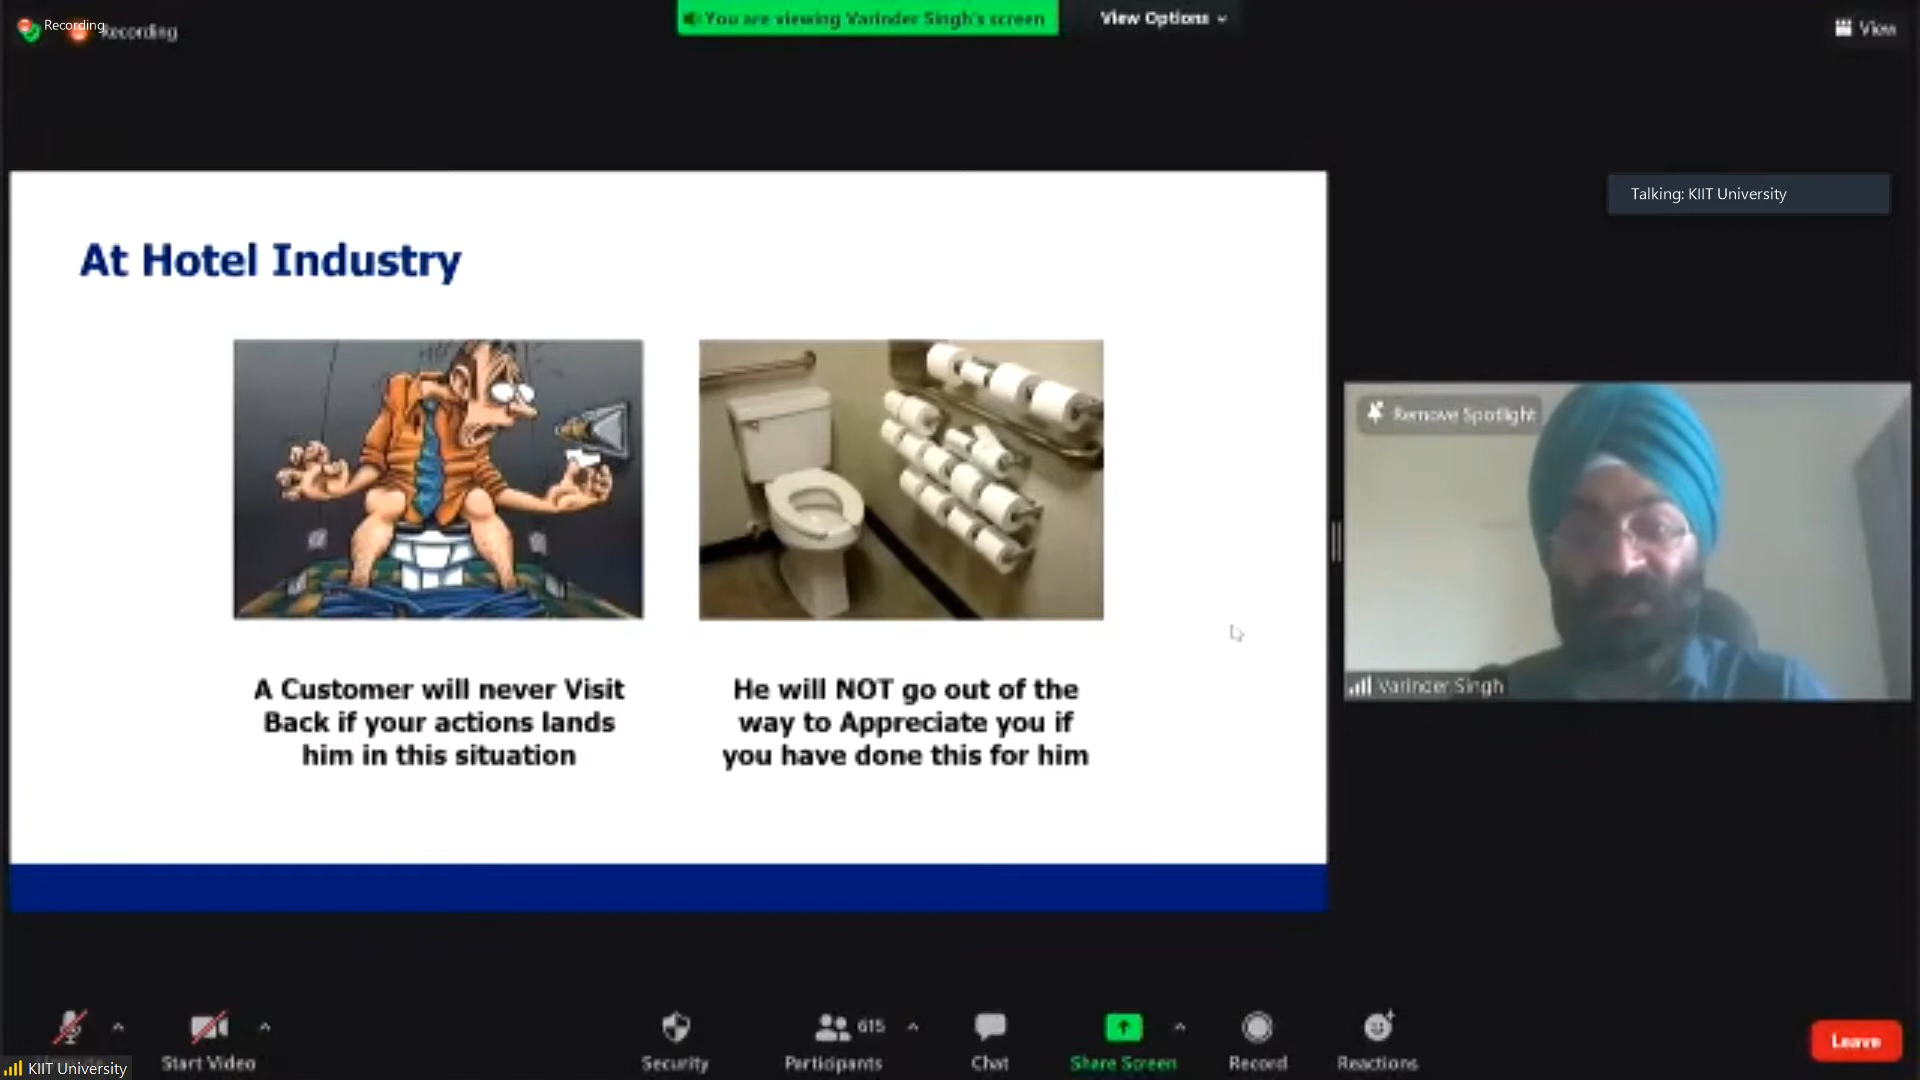 Recording
Recording
You are viewing Varinder Singh's screen
View Options
View
Talking: KIIT University
At Hotel Industry
Remove Spotlight
A Customer will never Visit
Back if your actions lands
him in this situation
He will NOT go out of the
way to Appreciate you if
you have done this for him
Varinder Singh
Start Video
Security
615
Participants
Chat
Share Screen
Record
Reactions
Leave
KIIT University